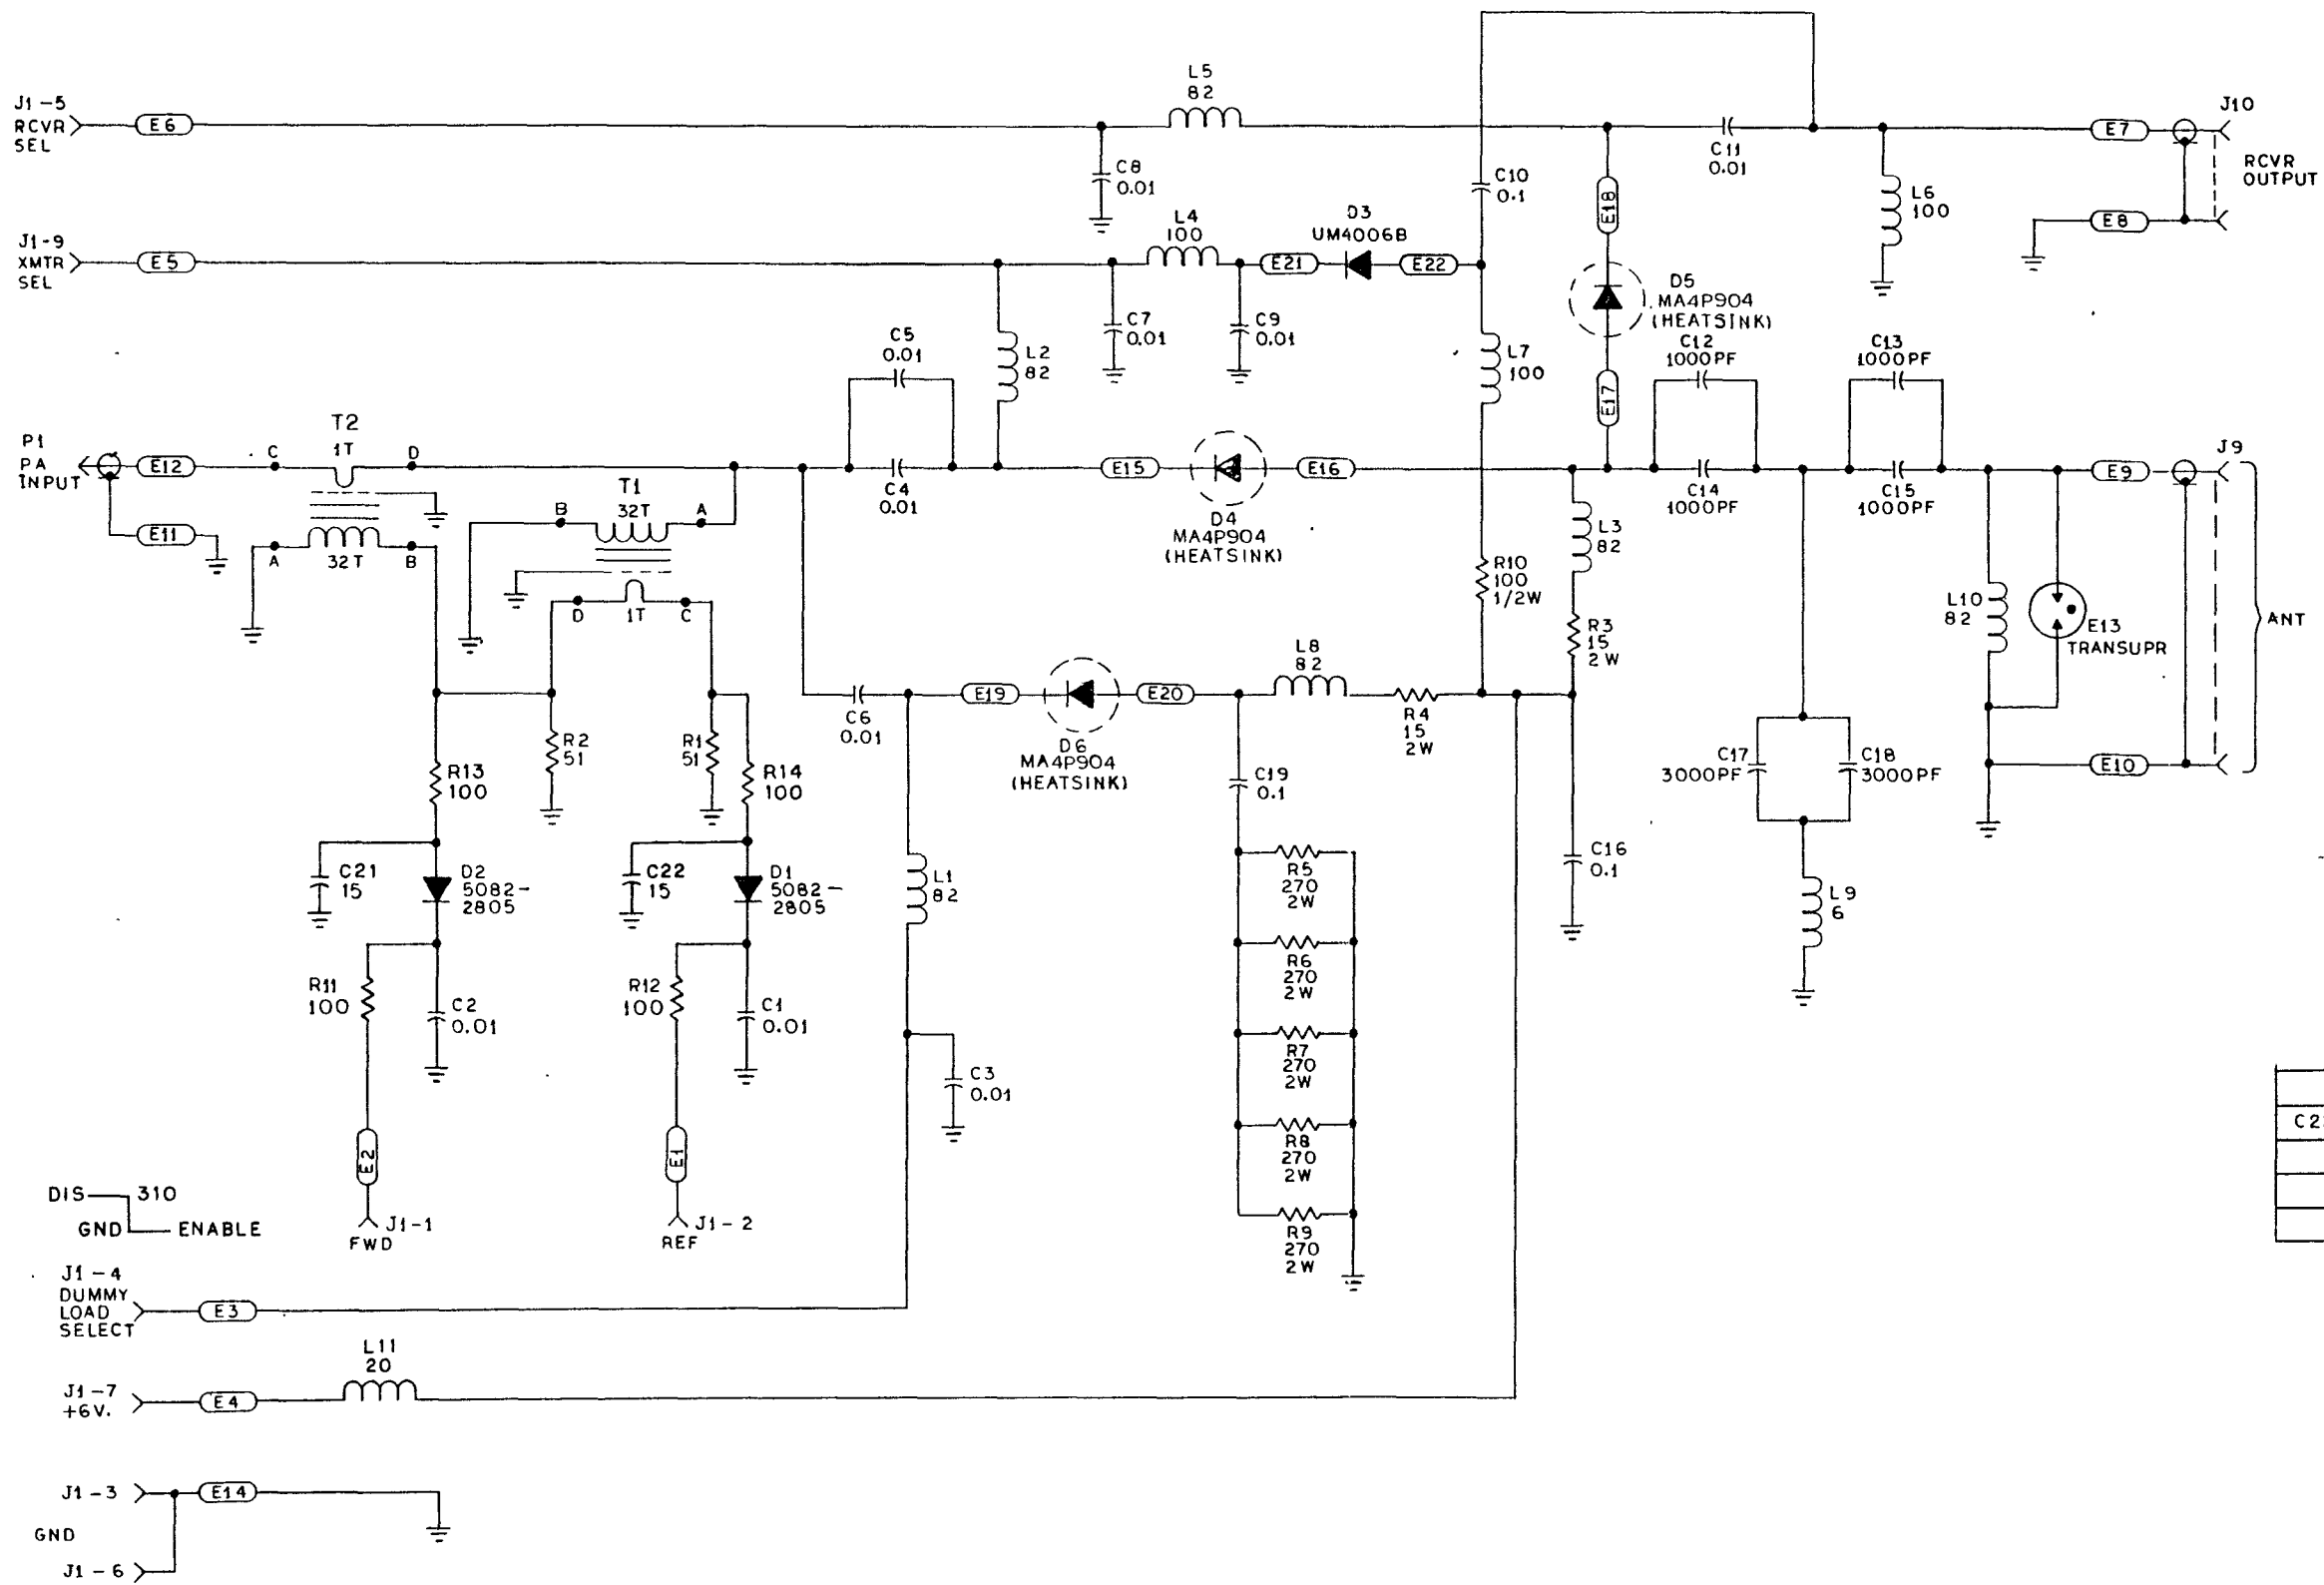 J1-5
RCVR
SEL
E6
L5
82
C8
0.01
C11
0.01
E7
J10
RCVR
OUTPUT
E8
L6
100
C10
0.1
E18
J1-9
XMTR
SEL
E5
L4
100
E21
D3
UM4006B
E22
C7
0.01
C9
0.01
L2
82
L7
100
D5
MA4P904
(HEATSINK)
E17
C5
0.01
C12
1000PF
C13
1000PF
P1
PA
INPUT
E12
E11
T2
C
1T
D
A
32T
B
T1
B
32T
A
D
1T
C
C4
0.01
E15
D4
MA4P904
(HEATSINK)
E16
C14
1000PF
C15
1000PF
E9
J9
ANT
L3
82
R10
100
1/2W
R3
15
2W
L10
82
E13
TRANSUPR
E10
C6
0.01
E19
D6
MA4P904
(HEATSINK)
E20
L8
82
R4
15
2W
C17
3000PF
C18
3000PF
L9
6
R13
100
R2
51
R1
51
R14
100
C21
15
D2
5082-
2805
C22
15
D1
5082-
2805
L1
82
C19
0.1
R5
270
2W
R6
270
2W
R7
270
2W
R8
270
2W
R9
270
2W
C16
0.1
R11
100
C2
0.01
R12
100
C1
0.01
C3
0.01
E2
J1-1
FWD
E1
J1-2
REF
DIS
310
GND
ENABLE
J1-4
DUMMY
LOAD
SELECT
E3
J1-7
+6V.
E4
L11
20
J1-3
E14
GND
J1-6